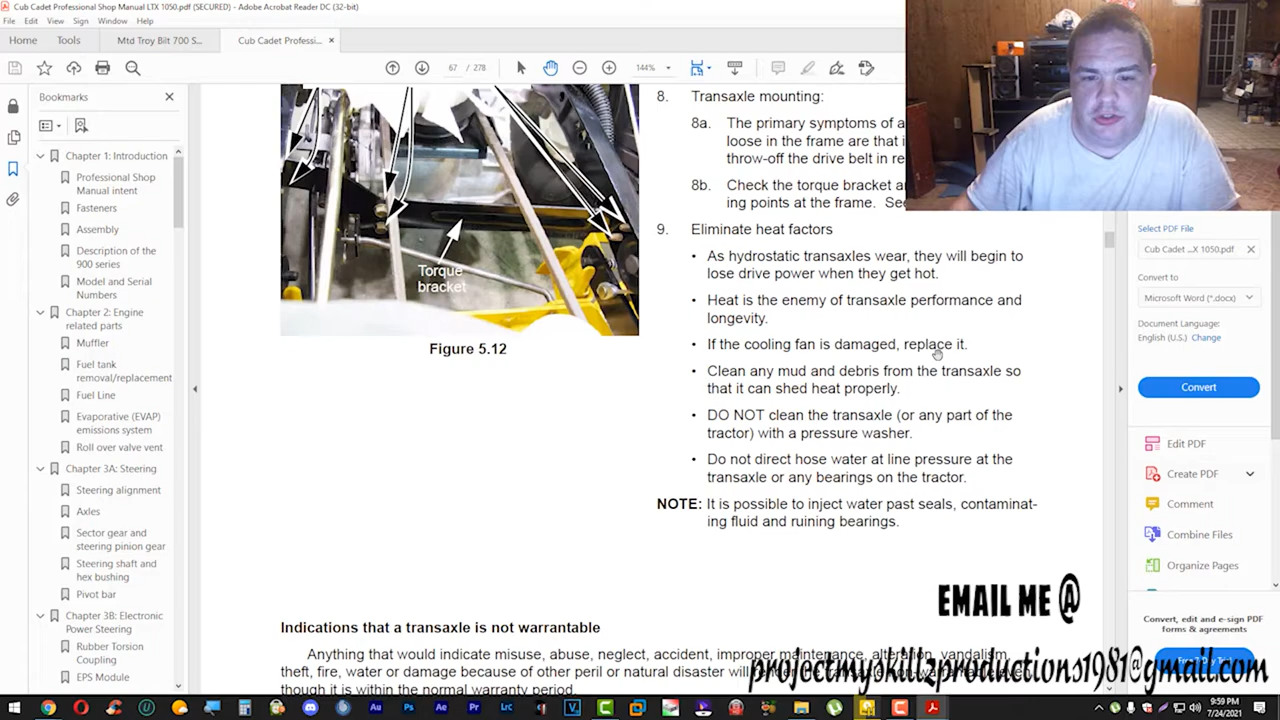 Cub Cadet Professional Shop Manual LTX 1050.pdf (SECURED) - Adobe Acrobat Reader DC (32-bit)
File Edit View Sign Window Help
Home Tools Mtd Troy Bilt 700 S... Cub Cadet Professi... ×
67 / 278 144%
Bookmarks
Chapter 1: Introduction
Professional Shop
Manual intent
Fasteners
Assembly
Description of the
900 series
Model and Serial
Numbers
Chapter 2: Engine
related parts
Muffler
Fuel tank
removal/replacement
Fuel Line
Evaporative (EVAP)
emissions system
Roll over valve vent
Chapter 3A: Steering
Steering alignment
Axles
Sector gear and
steering pinion gear
Steering shaft and
hex bushing
Pivot bar
Chapter 3B: Electronic
Power Steering
Rubber Torsion
Coupling
EPS Module
Torque
bracket
Figure 5.12
8. Transaxle mounting:
8a. The primary symptoms of a
loose in the frame are that i
throw-off the drive belt in re
8b. Check the torque bracket an
ing points at the frame. See
9. Eliminate heat factors
• As hydrostatic transaxles wear, they will begin to
lose drive power when they get hot.
• Heat is the enemy of transaxle performance and
longevity.
• If the cooling fan is damaged, replace it.
• Clean any mud and debris from the transaxle so
that it can shed heat properly.
• DO NOT clean the transaxle (or any part of the
tractor) with a pressure washer.
• Do not direct hose water at line pressure at the
transaxle or any bearings on the tractor.
NOTE: It is possible to inject water past seals, contaminat-
ing fluid and ruining bearings.
Indications that a transaxle is not warrantable
Anything that would indicate misuse, abuse, neglect, accident, improper maintenance, alteration, vandalism,
theft, fire, water or damage because of other peril or natural disaster will render the transaxle non-warrantable even
though it is within the normal warranty period.
Select PDF File
Cub Cadet ...X 1050.pdf
Convert to
Microsoft Word (*.docx)
Document Language:
English (U.S.) Change
Convert
Edit PDF
Create PDF
Comment
Combine Files
Organize Pages
Convert, edit and e-sign PDF
forms & agreements
EMAIL ME @
projectmyskillzproductions1981@gmail.com
9:59 PM
7/24/2021